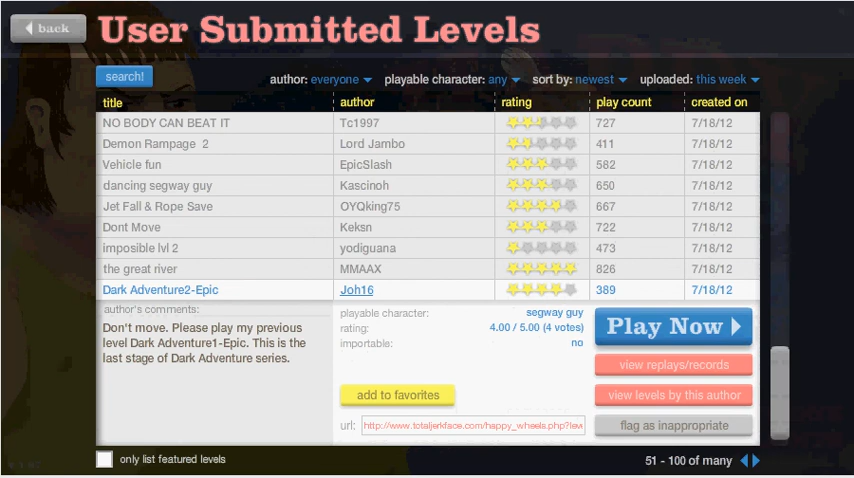 back
User Submitted Levels
search!
author: everyone playable character: any sort by: newest uploaded: this week
title author rating play count created on
NO BODY CAN BEAT IT Tc1997 727 7/18/12
Demon Rampage 2 Lord Jambo 411 7/18/12
Vehicle fun EpicSlash 582 7/18/12
dancing segway guy Kascinoh 650 7/18/12
Jet Fall & Rope Save OYQking75 667 7/18/12
Dont Move Keksn 722 7/18/12
imposible lvl 2 yodiguana 473 7/18/12
the great river MMAAX 826 7/18/12
Dark Adventure2-Epic Joh16 389 7/18/12
author's comments:
Don't move. Please play my previous
level Dark Adventure1-Epic. This is the
last stage of Dark Adventure series.
playable character: segway guy
rating: 4.00 / 5.00 (4 votes)
importable: no
add to favorites
url: http://www.totaljerkface.com/happy_wheels.php?leve
Play Now
view replays/records
view levels by this author
flag as inappropriate
only list featured levels
51 - 100 of many